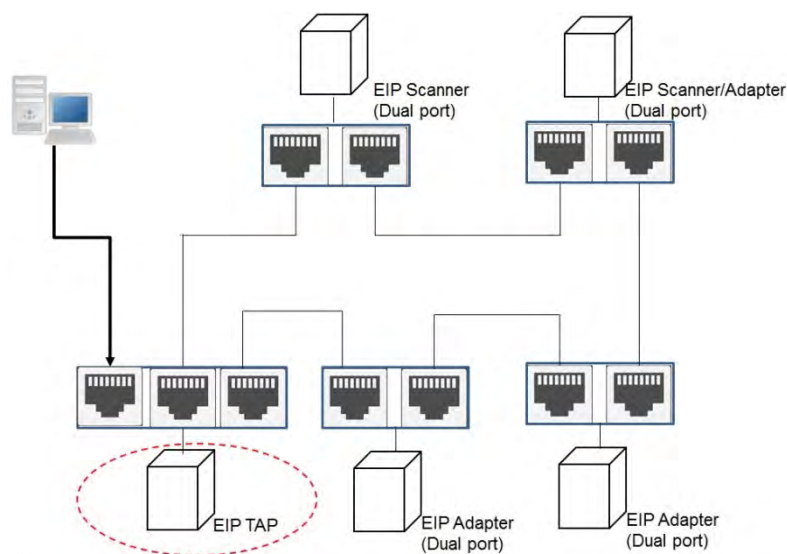 EIP Scanner
(Dual port)
EIP Scanner/Adapter
(Dual port)
EIP TAP
EIP Adapter
(Dual port)
EIP Adapter
(Dual port)